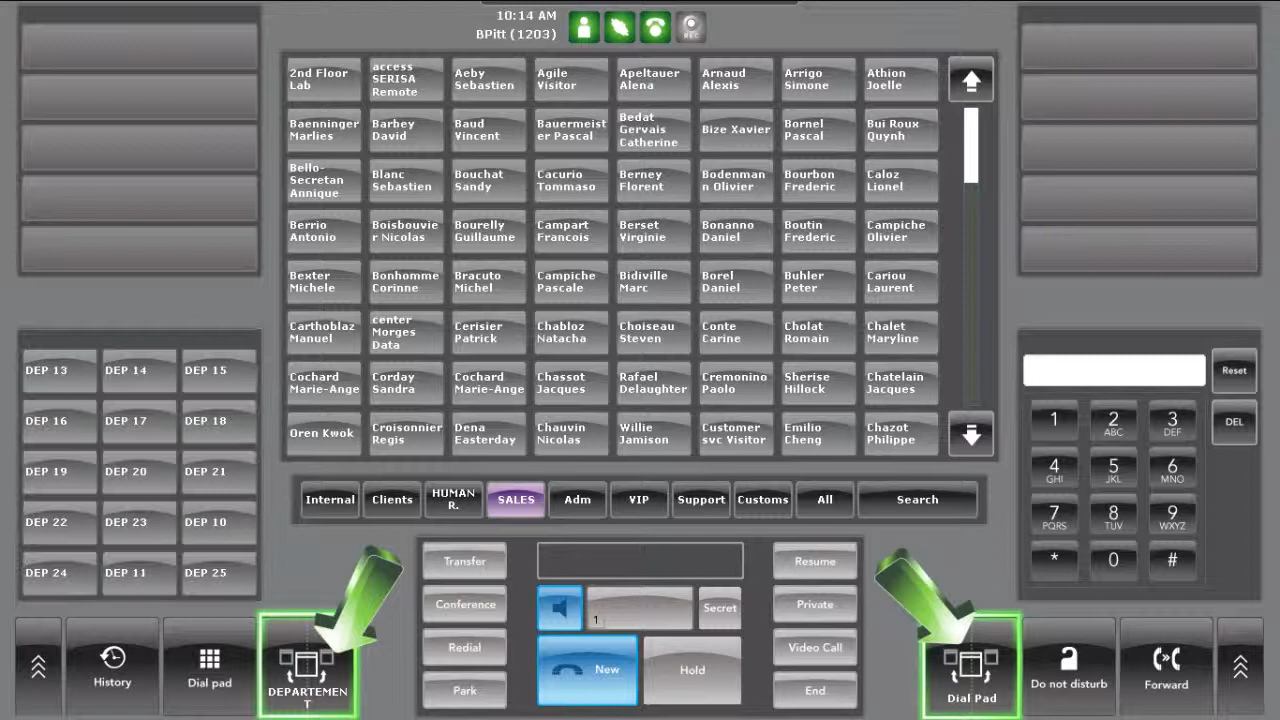 10:14 AM
BPitt (1203)
REC
2nd Floor
Lab
access
SERISA
Remote
Aeby
Sebastien
Agile
Visitor
Apeltauer
Alena
Arnaud
Alexis
Arrigo
Simone
Athion
Joelle
Baenninger
Marlies
Barbey
David
Baud
Vincent
Bauermeist
er Pascal
Bedat
Gervais
Catherine
Bize Xavier
Bornel
Pascal
Bui Roux
Quynh
Bello-
Secretan
Annique
Blanc
Sebastien
Bouchat
Sandy
Cacurio
Tommaso
Berney
Florent
Bodenman
n Olivier
Bourbon
Frederic
Caloz
Lionel
Berrio
Antonio
Boisbouvie
r Nicolas
Bourelly
Guillaume
Campart
Francois
Berset
Virginie
Bonanno
Daniel
Boutin
Frederic
Campiche
Olivier
Bexter
Michele
Bonhomme
Corinne
Bracuto
Michel
Campiche
Pascale
Bidiville
Marc
Borel
Daniel
Buhler
Peter
Cariou
Laurent
Carthoblaz
Manuel
center
Morges
Data
Cerisier
Patrick
Chabloz
Natacha
Choiseau
Steven
Conte
Carine
Cholat
Romain
Chalet
Maryline
Cochard
Marie-Ange
Corday
Sandra
Cochard
Marie-Ange
Chassot
Jacques
Rafael
Delaughter
Cremonino
Paolo
Sherise
Hillock
Chatelain
Jacques
Oren Kwok
Croisonnier
Regis
Dena
Easterday
Chauvin
Nicolas
Willie
Jamison
Customer
svc Visitor
Emilio
Cheng
Chazot
Philippe
DEP 13 DEP 14 DEP 15
DEP 16 DEP 17 DEP 18
DEP 19 DEP 20 DEP 21
DEP 22 DEP 23 DEP 10
DEP 24 DEP 11 DEP 25
Internal Clients
HUMAN
R.
SALES Adm VIP Support Customs All Search
Reset
DEL
1
2
ABC
3
DEF
4
GHI
5
JKL
6
MNO
7
PQRS
8
TUV
9
WXYZ
* 0 #
Transfer
Conference
Redial
Park
1
Secret
New
Hold
Resume
Private
Video Call
End
History
Dial pad
DEPARTEMEN
T
Dial Pad
Do not disturb
Forward